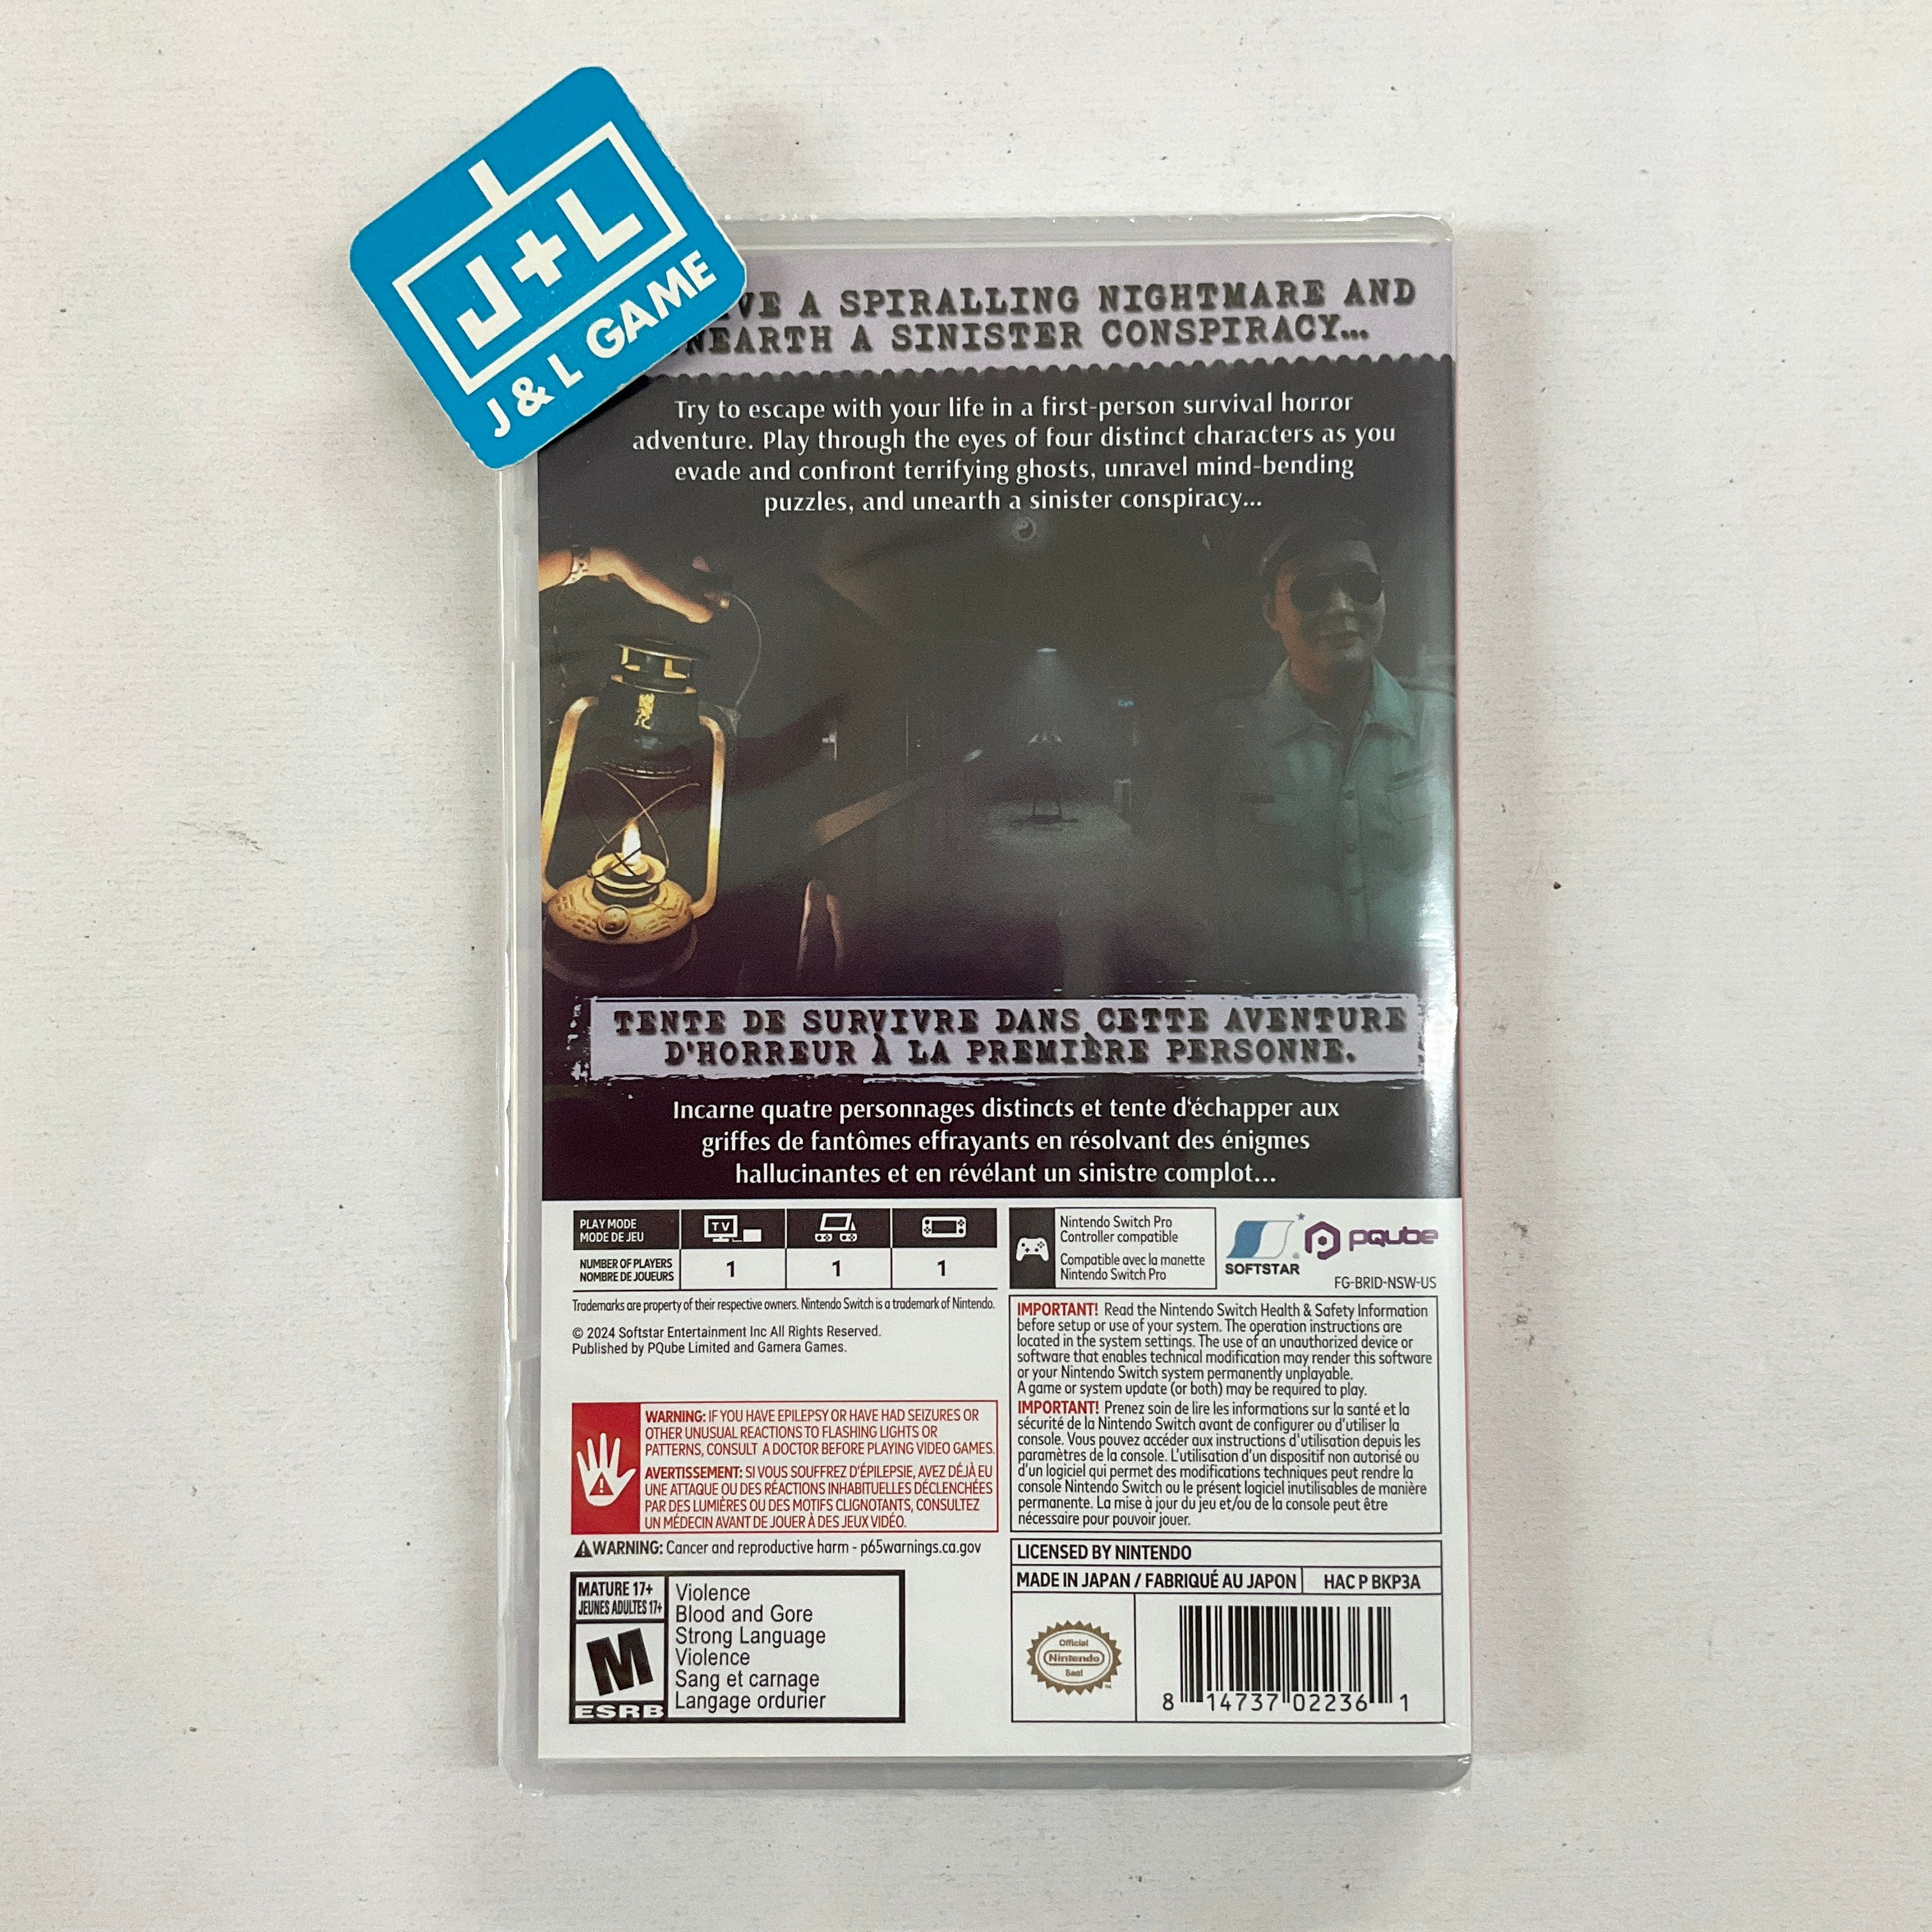 J+L
J & L GAME
A SPIRALLING NIGHTMARE AND
A SINISTER CONSPIRACY...
Try to escape with your life in a first-person survival horror
adventure. Play through the eyes of four distinct characters as you
evade and confront terrifying ghosts, unravel mind-bending
puzzles, and unearth a sinister conspiracy...
TENTE DE SURVIVRE DANS CETTE AVENTURE
D'HORREUR À LA PREMIÈRE PERSONNE.
Incarne quatre personnages distincts et tente d'échapper aux
griffes de fantômes effrayants en résolvant des énigmes
hallucinantes et en révélant un sinistre complot...
PLAY MODE
MODE DE JEU
TV
NUMBER OF PLAYERS
NOMBRE DE JOUEURS
1 1 1
Trademarks are property of their respective owners. Nintendo Switch is a trademark of Nintendo.
© 2024 Softstar Entertainment Inc All Rights Reserved.
Published by PQube Limited and Gamera Games.
WARNING: IF YOU HAVE EPILEPSY OR HAVE HAD SEIZURES OR
OTHER UNUSUAL REACTIONS TO FLASHING LIGHTS OR
PATTERNS, CONSULT A DOCTOR BEFORE PLAYING VIDEO GAMES.
AVERTISSEMENT: SI VOUS SOUFFREZ D'ÉPILEPSIE, AVEZ DÉJÀ EU
UNE ATTAQUE OU DES RÉACTIONS INHABITUELLES DÉCLENCHÉES
PAR DES LUMIÈRES OU DES MOTIFS CLIGNOTANTS, CONSULTEZ
UN MÉDECIN AVANT DE JOUER À DES JEUX VIDÉO.
WARNING: Cancer and reproductive harm - p65warnings.ca.gov
MATURE 17+
JEUNES ADULTES 17+
M
ESRB
Violence
Blood and Gore
Strong Language
Violence
Sang et carnage
Langage ordurier
Nintendo Switch Pro
Controller compatible
Compatible avec la manette
Nintendo Switch Pro
SOFTSTAR
PQube
FG-BRID-NSW-US
IMPORTANT! Read the Nintendo Switch Health & Safety Information
before setup or use of your system. The operation instructions are
located in the system settings. The use of an unauthorized device or
software that enables technical modification may render this software
or your Nintendo Switch system permanently unplayable.
A game or system update (or both) may be required to play.
IMPORTANT! Prenez soin de lire les informations sur la santé et la
sécurité de la Nintendo Switch avant de configurer ou d'utiliser la
console. Vous pouvez accéder aux instructions d'utilisation depuis les
paramètres de la console. L'utilisation d'un dispositif non autorisé ou
d'un logiciel qui permet des modifications techniques peut rendre la
console Nintendo Switch ou le présent logiciel inutilisables de manière
permanente. La mise à jour du jeu et/ou de la console peut être
nécessaire pour pouvoir jouer.
LICENSED BY NINTENDO
MADE IN JAPAN / FABRIQUÉ AU JAPON HAC P BKP3A
Official
Nintendo
Seal
8 14737 02236 1